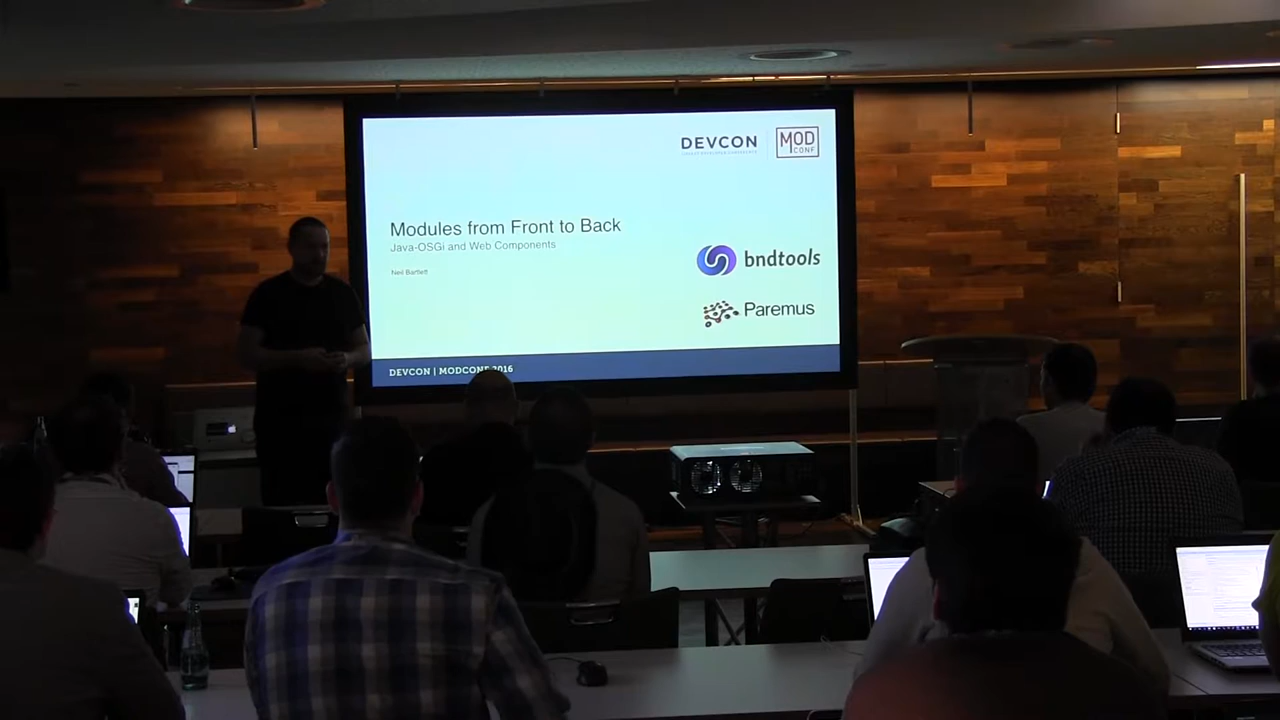 DEVCON
MOD
CONF
Modules from Front to Back
Java-OSGi and Web Components
Neil Bartlett
bndtools
Paremus
DEVCON | MODCONF 2016